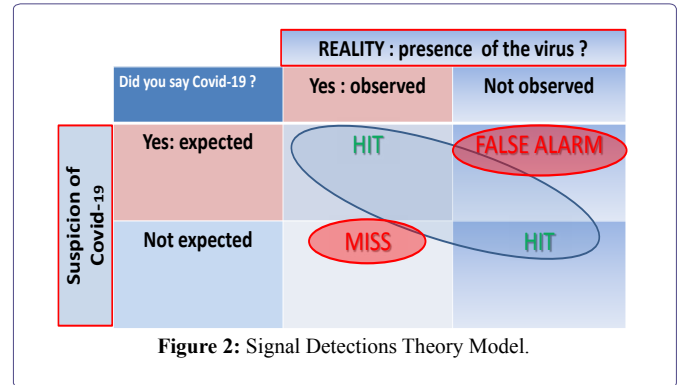 REALITY : presence of the virus ?
Did you say Covid-19 ?
Yes : observed
Not observed
Suspicion of
Covid-19
Yes: expected
HIT
FALSE ALARM
Not expected
MISS
HIT
Figure 2: Signal Detections Theory Model.